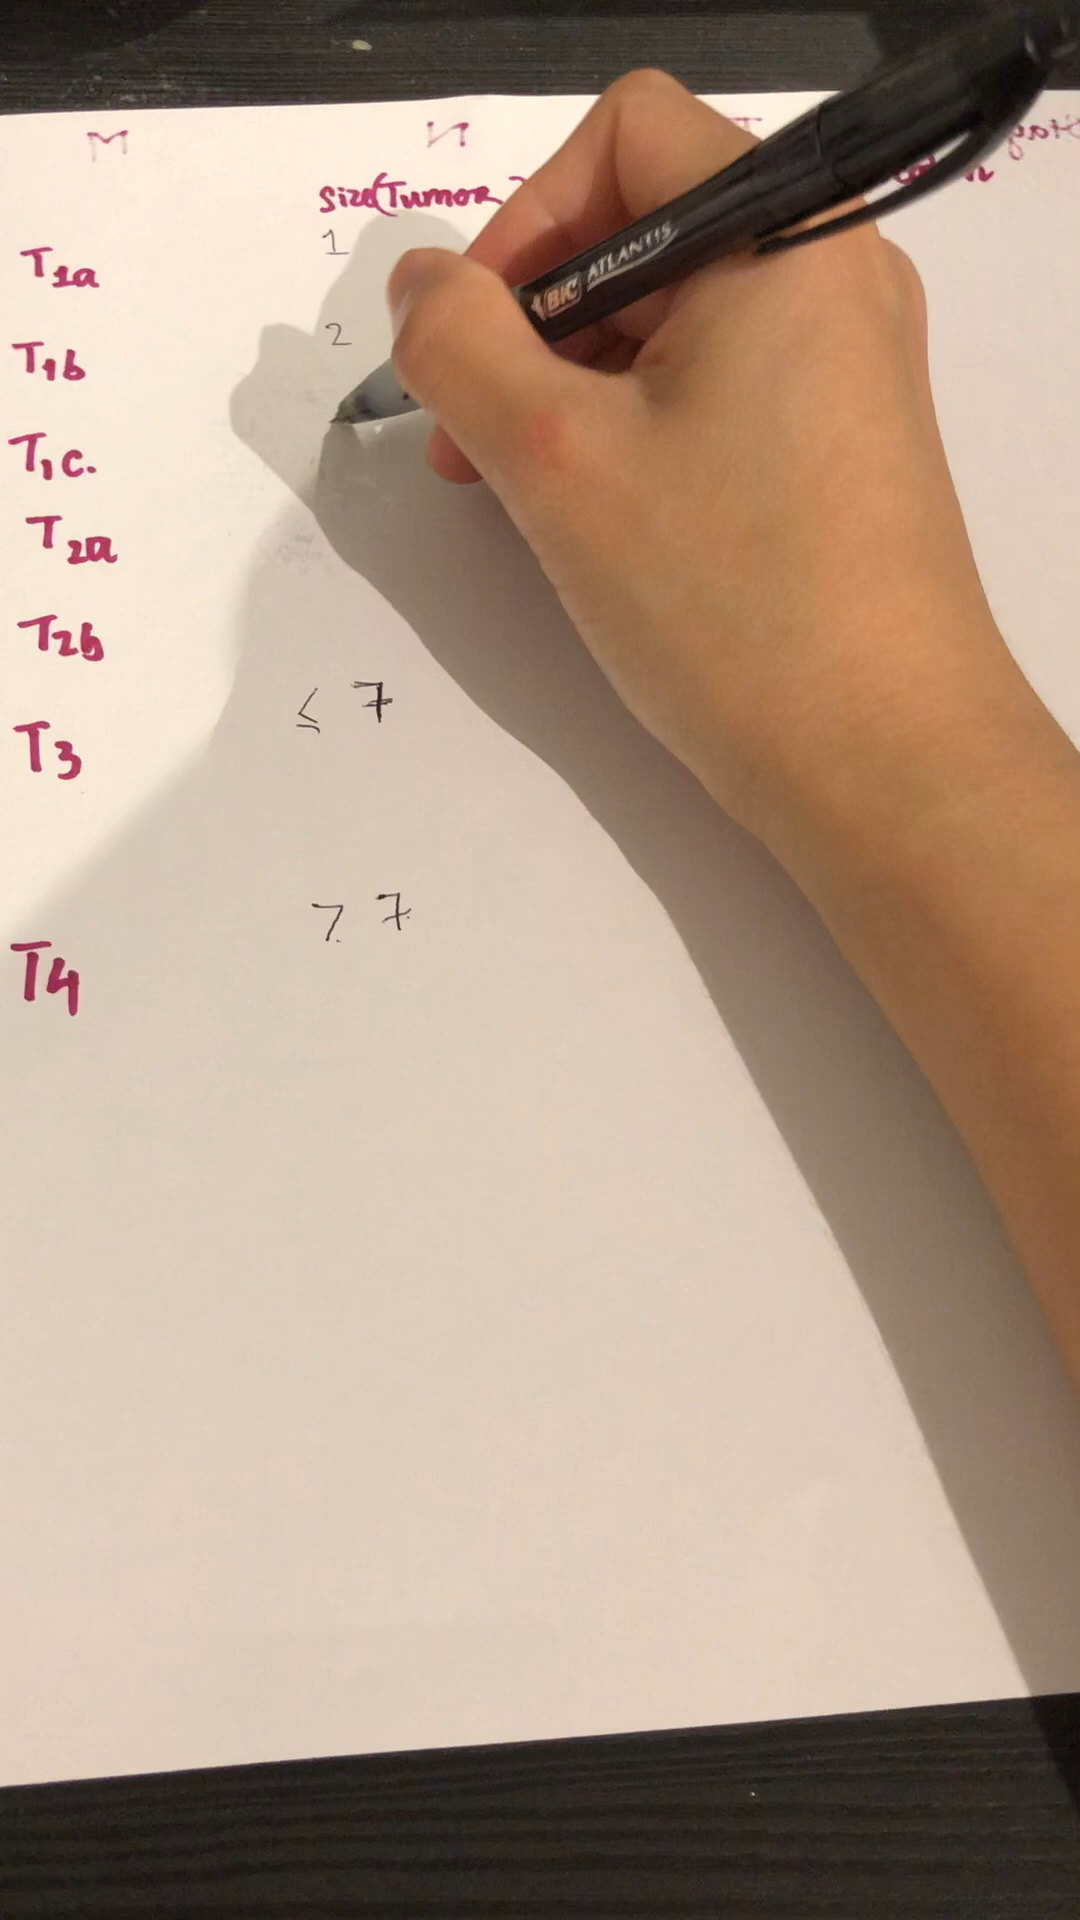 Size(Tumor
T1a 1
T1b 2
T1c.
T2a
T2b
T3 ≤ 7
T4 ≥ 7
BIC ATLANTIS